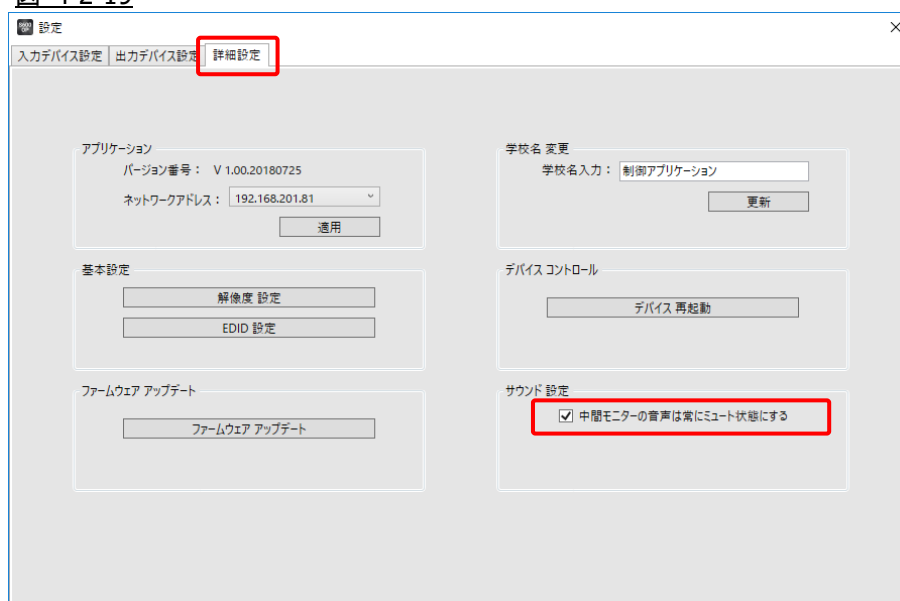 図 4-2-19
設定
入力デバイス設定 出力デバイス設定 詳細設定
アプリケーション
バージョン番号： V 1.00.20180725
ネットワークアドレス： 192.168.201.81
適用
学校名 変更
学校名入力： 制御アプリケーション
更新
基本設定
解像度 設定
EDID 設定
デバイス コントロール
デバイス 再起動
ファームウェア アップデート
ファームウェア アップデート
サウンド 設定
中間モニターの音声は常にミュート状態にする